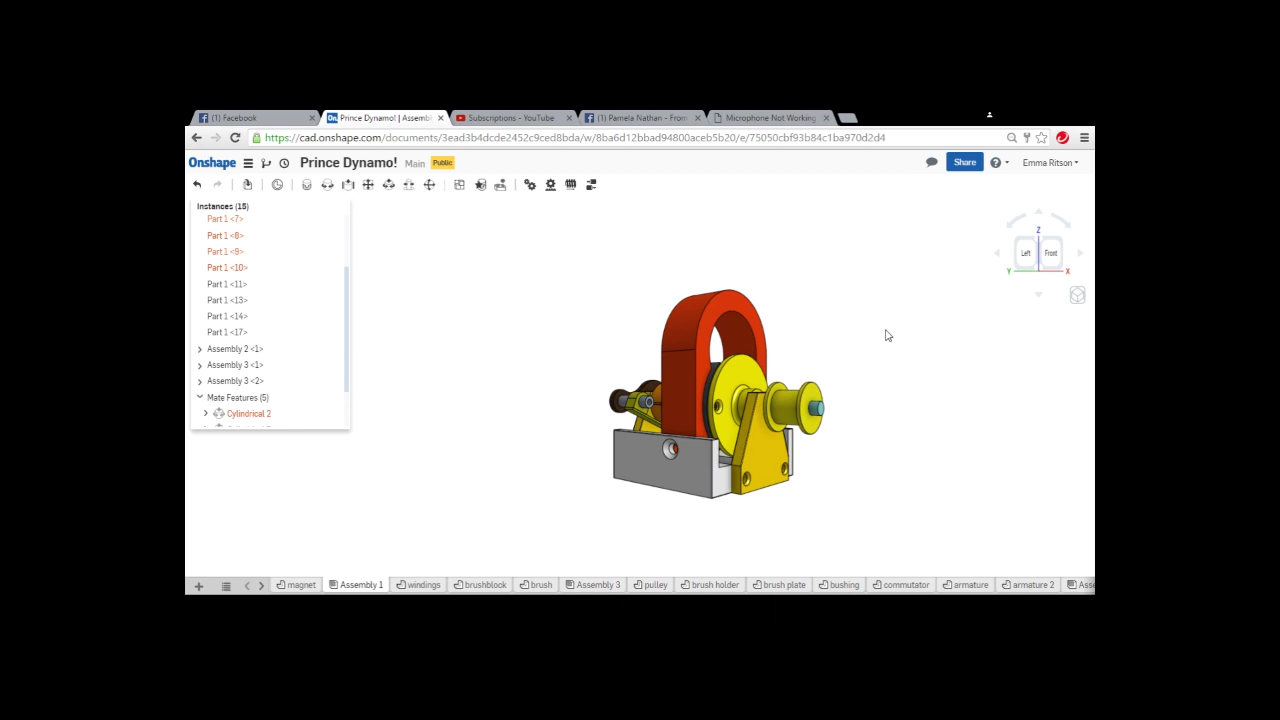 (1) Facebook
Prince Dynamo! | Assembl
Subscriptions - YouTube
(1) Pamela Nathan - From
Microphone Not Working
https://cad.onshape.com/documents/3ead3b4dcde2452c9ced8bda/w/8ba6d12bbad94800aceb5b20/e/75050cbf93b84c1ba970d2d4
Onshape Prince Dynamo! Main Public Share Emma Ritson
Instances (15)
Part 1 <7>
Part 1 <8>
Part 1 <9>
Part 1 <10>
Part 1 <11>
Part 1 <13>
Part 1 <14>
Part 1 <17>
Assembly 2 <1>
Assembly 3 <1>
Assembly 3 <2>
Mate Features (5)
Cylindrical 2
Z
Left Front
Y X
magnet Assembly 1 windings brushblock brush Assembly 3 pulley brush holder brush plate bushing commutator armature armature 2 Asse